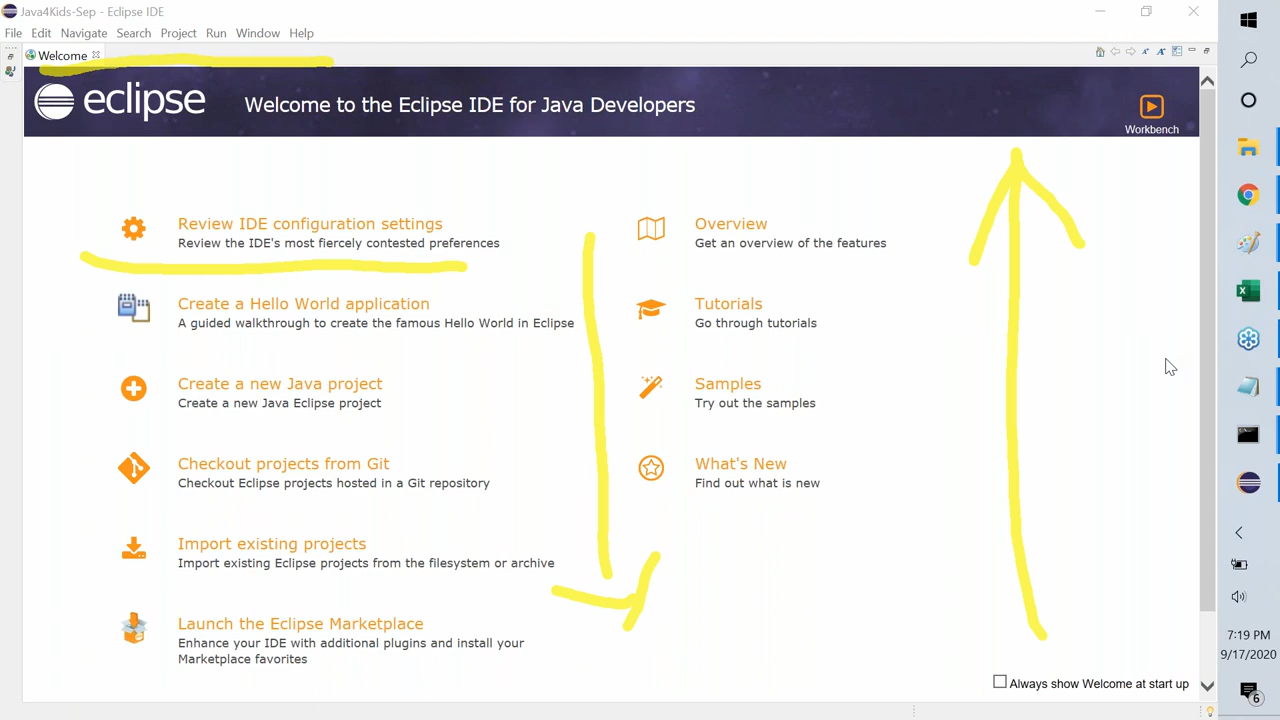 Java4Kids-Sep - Eclipse IDE
File Edit Navigate Search Project Run Window Help
Welcome
eclipse
Welcome to the Eclipse IDE for Java Developers
Workbench
Review IDE configuration settings
Review the IDE's most fiercely contested preferences
Create a Hello World application
A guided walkthrough to create the famous Hello World in Eclipse
Create a new Java project
Create a new Java Eclipse project
Checkout projects from Git
Checkout Eclipse projects hosted in a Git repository
Import existing projects
Import existing Eclipse projects from the filesystem or archive
Launch the Eclipse Marketplace
Enhance your IDE with additional plugins and install your
Marketplace favorites
Overview
Get an overview of the features
Tutorials
Go through tutorials
Samples
Try out the samples
What's New
Find out what is new
Always show Welcome at start up
7:19 PM
9/17/2020
6